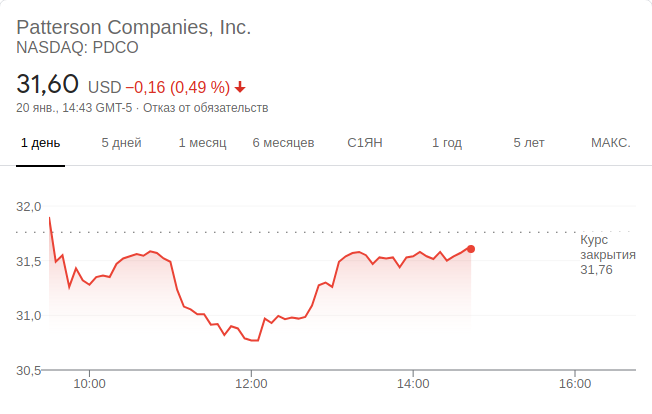 Patterson Companies, Inc.
NASDAQ: PDCO
31,60 USD −0,16 (0,49 %)
20 янв., 14:43 GMT-5 · Отказ от обязательств
1 день 5 дней 1 месяц 6 месяцев С1ЯН 1 год 5 лет МАКС.
32,0
Курс
закрытия
31,76
31,5
31,0
30,5
10:00 12:00 14:00 16:00